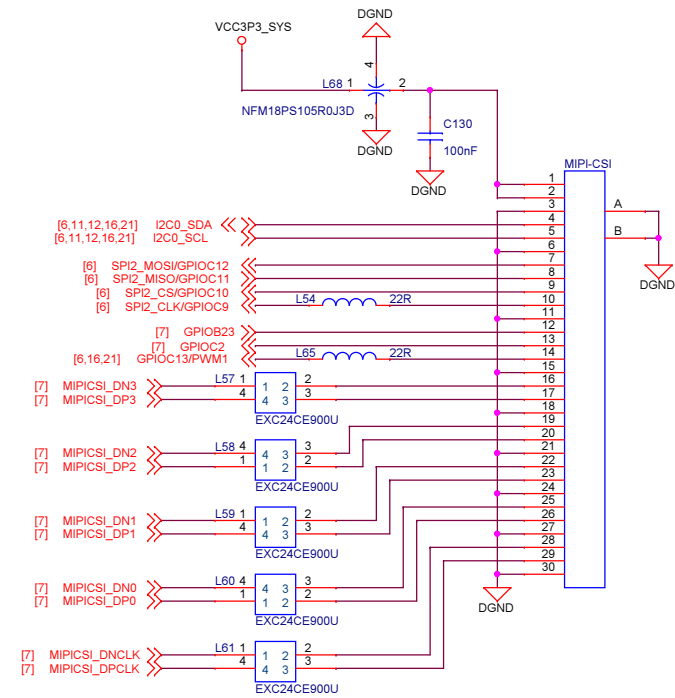 DGND
VCC3P3_SYS
4
L68 1 2
NFM18PS105R0J3D
3
DGND
C130
100nF
DGND
MIPI-CSI
1
2
3
A
[6,11,12,16,21] I2C0_SDA 4
B
[6,11,12,16,21] I2C0_SCL 5
6
[6] SPI2_MOSI/GPIOC12 7
[6] SPI2_MISO/GPIOC11 8
DGND
[6] SPI2_CS/GPIOC10 9
[6] SPI2_CLK/GPIOC9 L54 22R 10
11
[7] GPIOB23 12
[7] GPIOC2 13
[6,16,21] GPIOC13/PWM1 L65 22R 14
15
[7] MIPICSI_DN3 L57 1 1 2 2 16
[7] MIPICSI_DP3 4 4 3 3 17
18
EXC24CE900U
19
20
[7] MIPICSI_DN2 L58 4 4 3 3 21
[7] MIPICSI_DP2 1 1 2 2 22
23
EXC24CE900U
24
25
[7] MIPICSI_DN1 L59 1 1 2 2 26
[7] MIPICSI_DP1 4 4 3 3 27
28
EXC24CE900U
29
30
[7] MIPICSI_DN0 L60 4 4 3 3
[7] MIPICSI_DP0 1 1 2 2
DGND
EXC24CE900U
[7] MIPICSI_DNCLK L61 1 1 2 2
[7] MIPICSI_DPCLK 4 4 3 3
EXC24CE900U